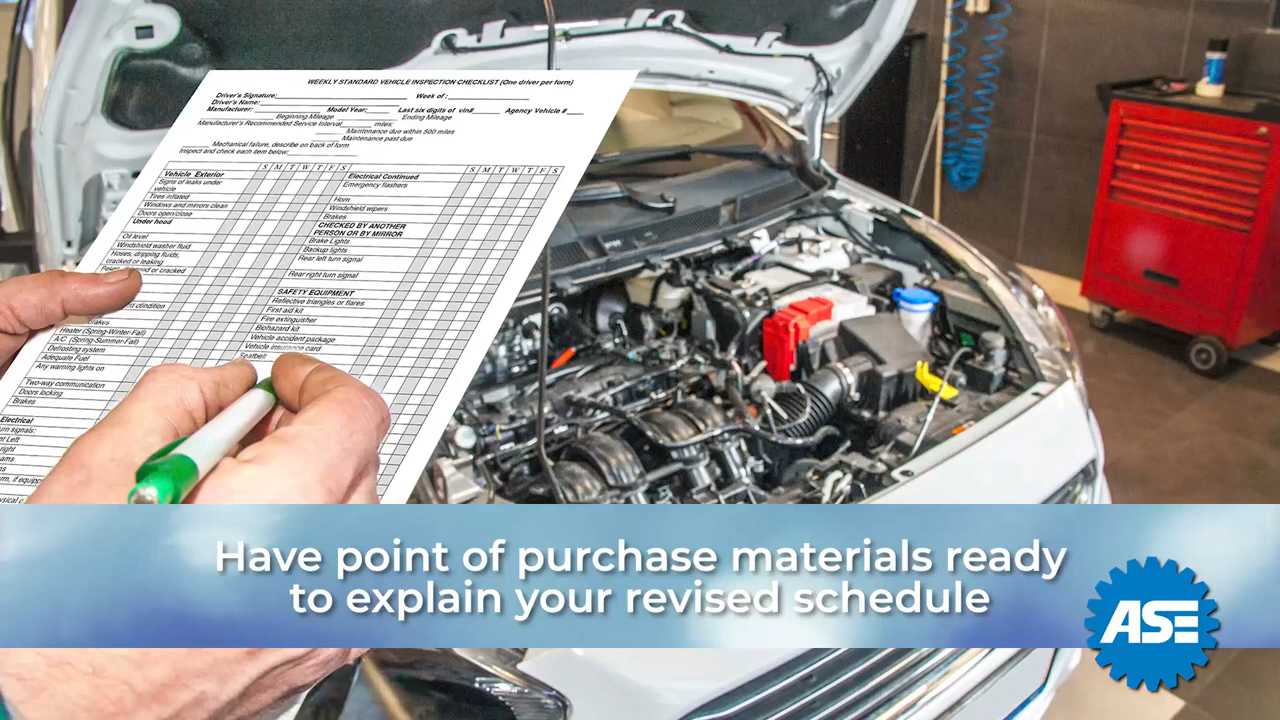 WEEKLY STANDARD VEHICLE INSPECTION CHECKLIST (One driver per form)
Driver's Signature: Week of :
Driver's Name:
Manufacturer: Model Year: Last six digits of vin# Agency Vehicle #
Beginning Mileage Ending Mileage
Manufacturer's Recommended Service Interval miles:
Maintenance due within 500 miles
Maintenance past due
Mechanical failure, describe on back of form
Inspect and check each item below:
S M T W T F S
Vehicle Exterior
Signs of leaks under
vehicle
Tires inflated
Windows and mirrors clean
Doors open/close
Under hood
Oil level
Windshield washer fluid
Hoses, dripping fluids,
cracked or leaking
or cracked
condition
Heater (Spring-Winter-Fall)
A/C (Spring-Summer-Fall)
Defrosting system
Adequate Fuel
Any warning lights on
Two-way communication
Doors locking
Brakes
Electrical
signals:
Left
S M T W T F S
Electrical Continued
Emergency flashers
Horn
Windshield wipers
Brakes
CHECKED BY ANOTHER
PERSON OR BY MIRROR
Brake Lights
Backup lights
Rear left turn signal
Rear right turn signal
SAFETY EQUIPMENT
Reflective triangles or flares
First aid kit
Fire extinguisher
Biohazard kit
Vehicle accident package
Vehicle insurance card
Seatbelt
Have point of purchase materials ready
to explain your revised schedule
ASE